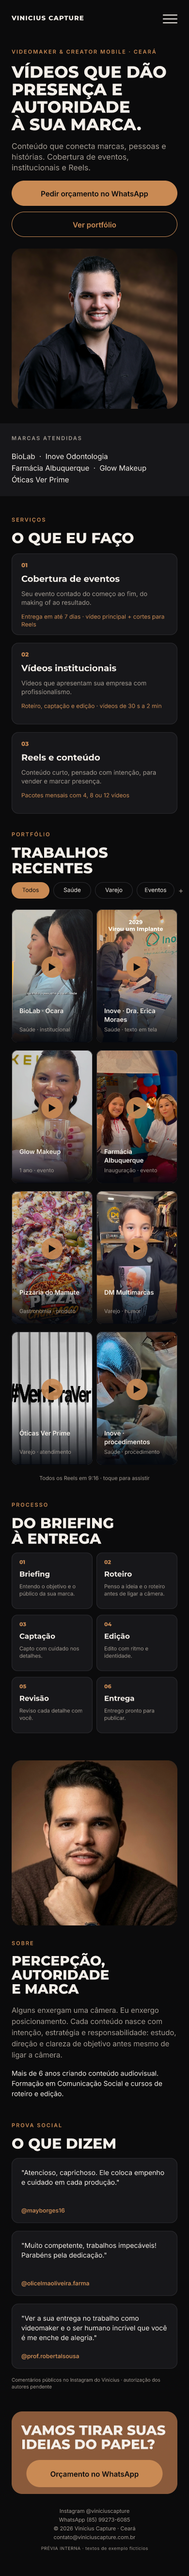 VINICIUS CAPTURE
VIDEOMAKER & CREATOR MOBILE · CEARÁ
VÍDEOS QUE DÃO
PRESENÇA E
AUTORIDADE
À SUA MARCA.
Conteúdo que conecta marcas, pessoas e
histórias. Cobertura de eventos,
institucionais e Reels.
Pedir orçamento no WhatsApp
Ver portfólio
MARCAS ATENDIDAS
BioLab · Inove Odontologia
Farmácia Albuquerque · Glow Makeup
Óticas Ver Prime
SERVIÇOS
O QUE EU FAÇO
01
Cobertura de eventos
Seu evento contado do começo ao fim, do
making of ao resultado.
Entrega em até 7 dias · vídeo principal + cortes para
Reels
02
Vídeos institucionais
Vídeos que apresentam sua empresa com
profissionalismo.
Roteiro, captação e edição · vídeos de 30 s a 2 min
03
Reels e conteúdo
Conteúdo curto, pensado com intenção, para
vender e marcar presença.
Pacotes mensais com 4, 8 ou 12 vídeos
PORTFÓLIO
TRABALHOS
RECENTES
Todos Saúde Varejo Eventos
BioLab · Ocara
Saúde · institucional
2026
Venu um Implante
Inove · Dra. Erica
Moraes
Saúde · texto em tela
Glow Makeup
1 ano · evento
Farmácia
Albuquerque
Inauguração · evento
PIZZA
Pizzaria do Mamute
Gastronomia · produto
DM Multimarcas
Óticas Ver Prime
Varejo · atendimento
Inove ·
procedimentos
Saúde · procedimento
Todos os Reels em 9:16 · toque para assistir
PROCESSO
DO BRIEFING
À ENTREGA
01
Briefing
Entendo o objetivo e o
público da sua marca.
02
Roteiro
Penso a ideia e o roteiro
antes de ligar a câmera.
03
Captação
Capto com cuidado nos
detalhes.
04
Edição
Edito com ritmo e
identidade.
05
Revisão
Reviso cada detalhe com
você.
06
Entrega
Entrego pronto para
publicar.
SOBRE
PERCEPÇÃO,
AUTORIDADE
E MARCA
Alguns enxergam uma câmera. Eu enxergo
posicionamento. Cada conteúdo nasce com
intenção, estratégia e responsabilidade: estudo,
direção e clareza de objetivo antes mesmo de
ligar a câmera.
Mais de 6 anos criando conteúdo audiovisual.
Formação em Comunicação Social e cursos de
roteiro e edição.
PROVA SOCIAL
O QUE DIZEM
"Atencioso, caprichoso. Ele coloca empenho
e cuidado em cada produção."
@mayborges16
"Muito competente, trabalhos impecáveis!
Parabéns pela dedicação."
@olicelmaoliveira.farma
"Ver a sua entrega no trabalho como
videomaker e o ser humano incrível que você
é me enche de alegria."
@prof.robertalsousa
Comentários públicos no Instagram do Vinicius · autorização dos
autores pendente
VAMOS TIRAR SUAS
IDEIAS DO PAPEL?
Orçamento no WhatsApp
Instagram @viniciuscapture
WhatsApp (85) 99273-6085
© 2026 Vinicius Capture · Ceará
contato@viniciuscapture.com.br
PRÉVIA INTERNA · textos de exemplo fictícios